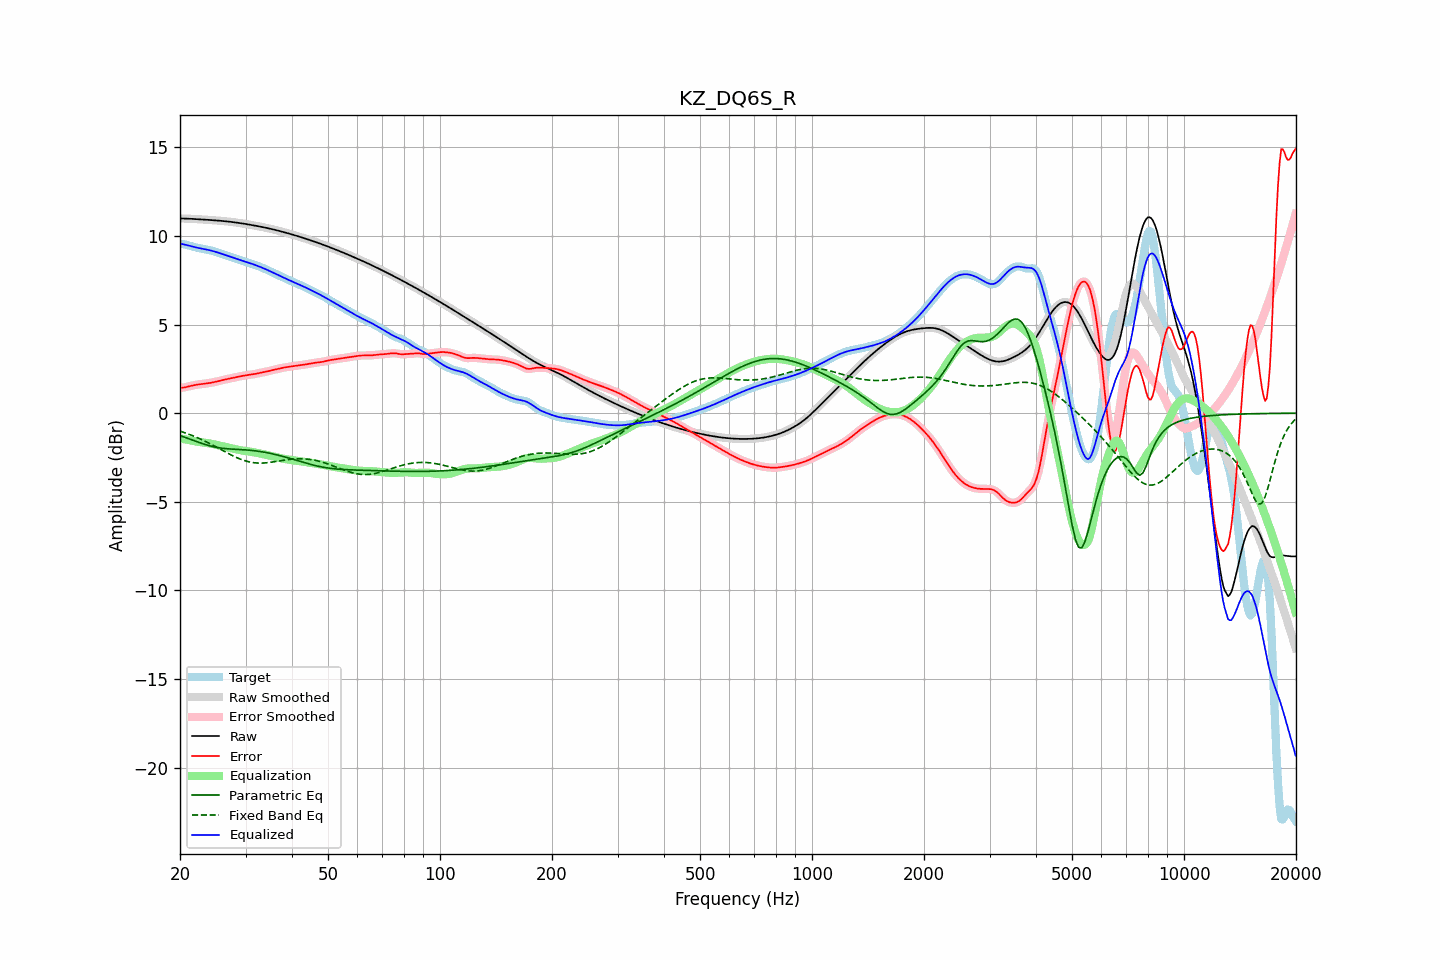 KZ_DQ6S_R
Amplitude (dBr)
15
10
5
0
−5
−10
−15
−20
Target
Raw Smoothed
Error Smoothed
Raw
Error
Equalization
Parametric Eq
Fixed Band Eq
Equalized
20 50 100 200 500 1000 2000 5000 10000 20000
Frequency (Hz)